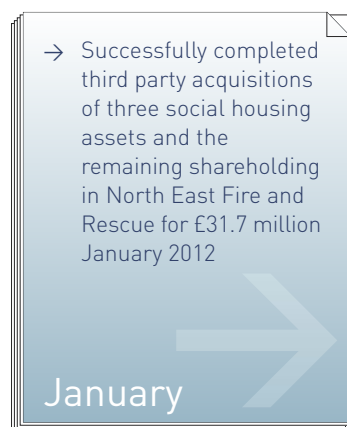 → Successfully completed
third party acquisitions
of three social housing
assets and the
remaining shareholding
in North East Fire and
Rescue for £31.7 million
January 2012
January